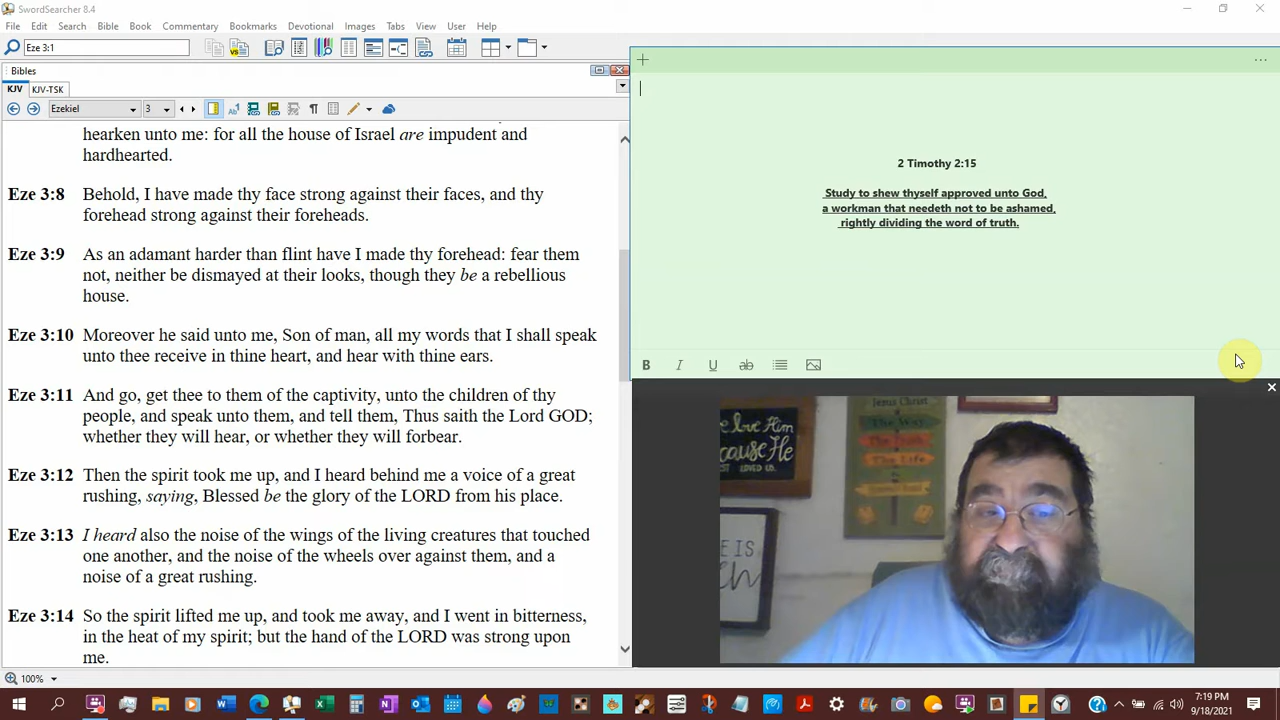 SwordSearcher 8.4
File Edit Search Bible Book Commentary Bookmarks Devotional Images Tabs View User Help
Eze 3:1
Bibles
KJV KJV-TSK
Ezekiel 3
hearken unto me: for all the house of Israel are impudent and
hardhearted.
Eze 3:8 Behold, I have made thy face strong against their faces, and thy
forehead strong against their foreheads.
Eze 3:9 As an adamant harder than flint have I made thy forehead: fear them
not, neither be dismayed at their looks, though they be a rebellious
house.
Eze 3:10 Moreover he said unto me, Son of man, all my words that I shall speak
unto thee receive in thine heart, and hear with thine ears.
Eze 3:11 And go, get thee to them of the captivity, unto the children of thy
people, and speak unto them, and tell them, Thus saith the Lord GOD;
whether they will hear, or whether they will forbear.
Eze 3:12 Then the spirit took me up, and I heard behind me a voice of a great
rushing, saying, Blessed be the glory of the LORD from his place.
Eze 3:13 I heard also the noise of the wings of the living creatures that touched
one another, and the noise of the wheels over against them, and a
noise of a great rushing.
Eze 3:14 So the spirit lifted me up, and took me away, and I went in bitterness,
in the heat of my spirit; but the hand of the LORD was strong upon
me.
100%
2 Timothy 2:15
Study to shew thyself approved unto God,
a workman that needeth not to be ashamed,
rightly dividing the word of truth.
B I U ab
love Him
because He
Jesus Christ
The Way
The Truth
The Life
7:19 PM
9/18/2021